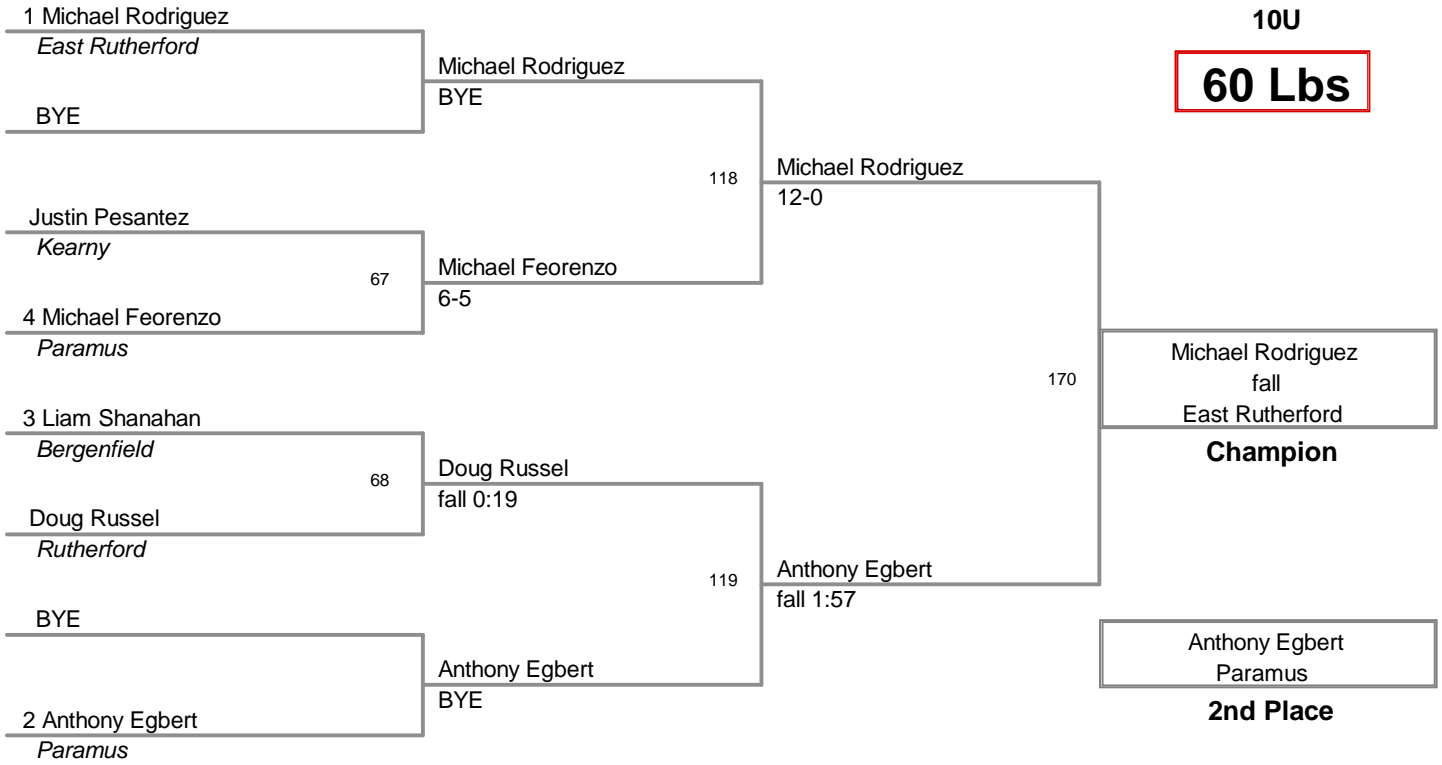 1 Michael Rodriguez
East Rutherford
BYE
Justin Pesantez
Kearny
67
4 Michael Feorenzo
Paramus
3 Liam Shanahan
Bergenfield
68
Doug Russel
Rutherford
BYE
2 Anthony Egbert
Paramus
Michael Rodriguez
BYE
118
Michael Feorenzo
6-5
Doug Russel
fall 0:19
119
Anthony Egbert
BYE
Michael Rodriguez
12-0
170
Anthony Egbert
fall 1:57
10U
60 Lbs
Michael Rodriguez
fall
East Rutherford
Champion
Anthony Egbert
Paramus
2nd Place